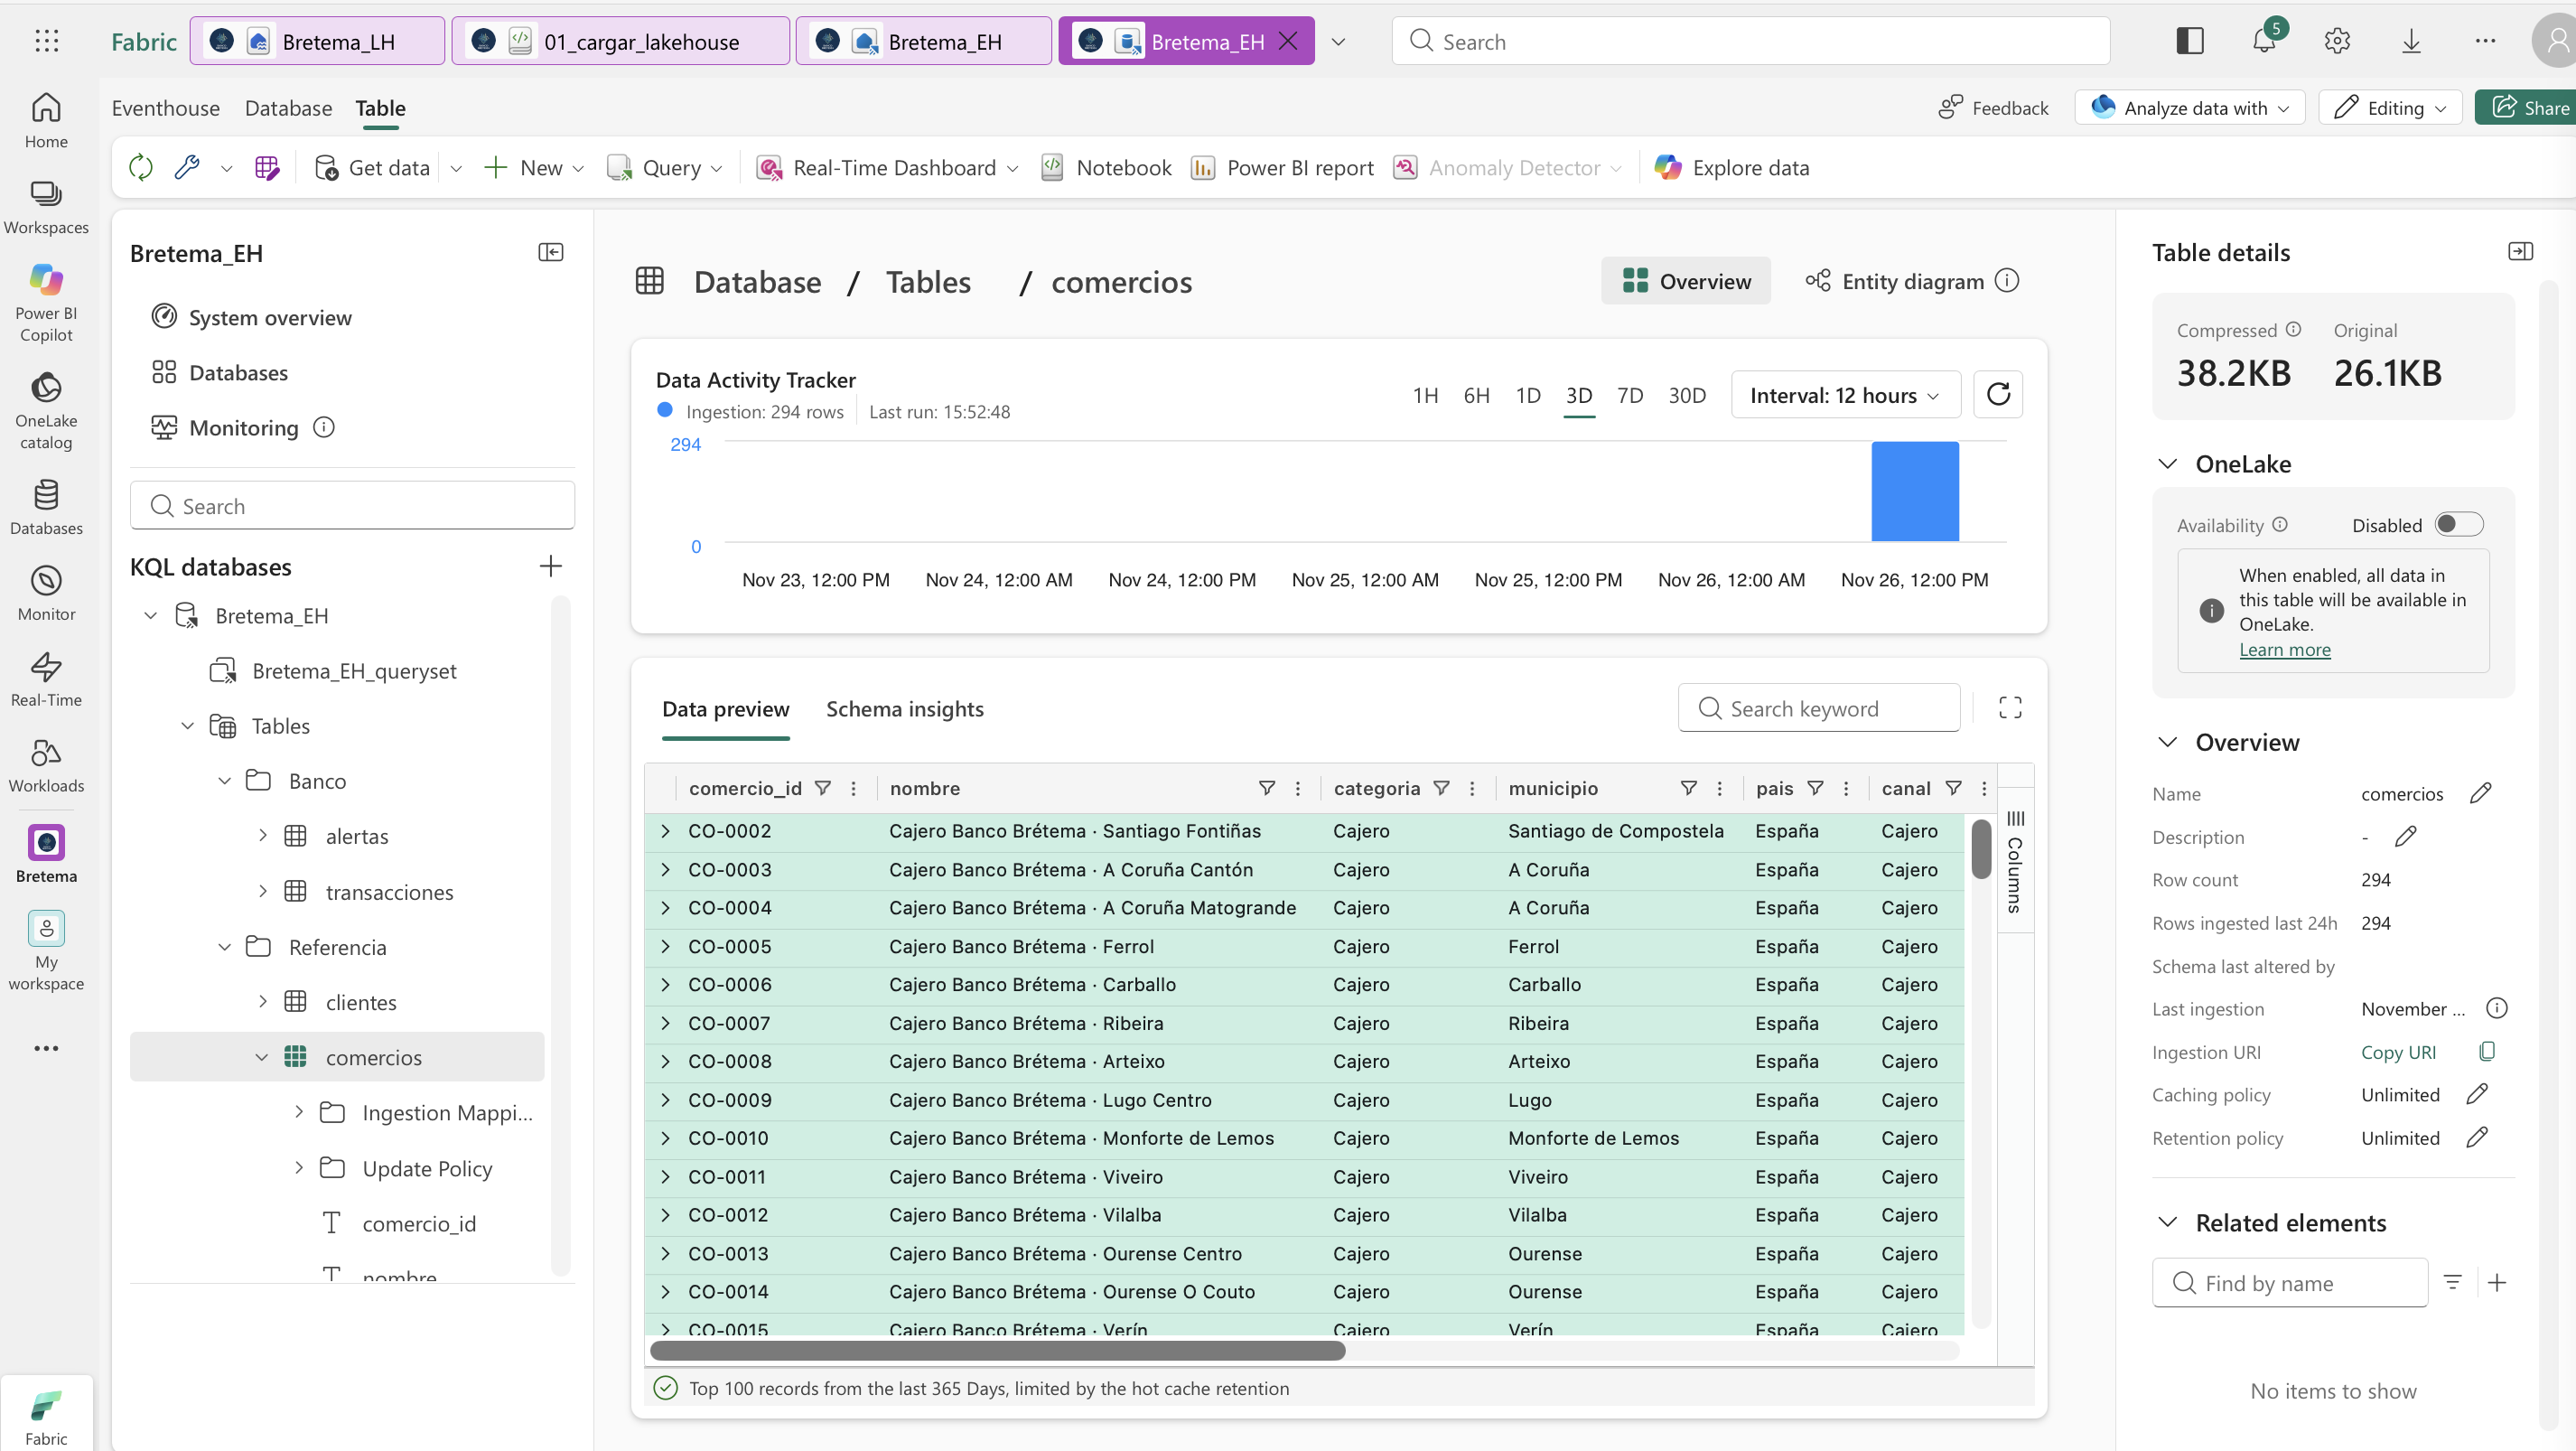 Fabric
Bretema_LH
01_cargar_lakehouse
Bretema_EH
Bretema_EH
Search
5
Home
Workspaces
Power BI
Copilot
OneLake
catalog
Databases
Monitor
Real-Time
Workloads
Bretema
My
workspace
Fabric
Eventhouse
Database
Table
Feedback
Analyze data with
Editing
Share
Get data
New
Query
Real-Time Dashboard
Notebook
Power BI report
Anomaly Detector
Explore data
Bretema_EH
System overview
Databases
Monitoring
Search
KQL databases
Bretema_EH
Bretema_EH_queryset
Tables
Banco
alertas
transacciones
Referencia
clientes
comercios
Ingestion Mappi...
Update Policy
comercio_id
nombre
Database / Tables / comercios
Overview
Entity diagram
Data Activity Tracker
Ingestion: 294 rows
Last run: 15:52:48
1H 6H 1D 3D 7D 30D
Interval: 12 hours
294
0
Nov 23, 12:00 PM Nov 24, 12:00 AM Nov 24, 12:00 PM Nov 25, 12:00 AM Nov 25, 12:00 PM Nov 26, 12:00 AM Nov 26, 12:00 PM
Data preview
Schema insights
Search keyword
comercio_id nombre categoria municipio pais canal
CO-0002 Cajero Banco Brétema · Santiago Fontiñas Cajero Santiago de Compostela España Cajero
CO-0003 Cajero Banco Brétema · A Coruña Cantón Cajero A Coruña España Cajero
CO-0004 Cajero Banco Brétema · A Coruña Matogrande Cajero A Coruña España Cajero
CO-0005 Cajero Banco Brétema · Ferrol Cajero Ferrol España Cajero
CO-0006 Cajero Banco Brétema · Carballo Cajero Carballo España Cajero
CO-0007 Cajero Banco Brétema · Ribeira Cajero Ribeira España Cajero
CO-0008 Cajero Banco Brétema · Arteixo Cajero Arteixo España Cajero
CO-0009 Cajero Banco Brétema · Lugo Centro Cajero Lugo España Cajero
CO-0010 Cajero Banco Brétema · Monforte de Lemos Cajero Monforte de Lemos España Cajero
CO-0011 Cajero Banco Brétema · Viveiro Cajero Viveiro España Cajero
CO-0012 Cajero Banco Brétema · Vilalba Cajero Vilalba España Cajero
CO-0013 Cajero Banco Brétema · Ourense Centro Cajero Ourense España Cajero
CO-0014 Cajero Banco Brétema · Ourense O Couto Cajero Ourense España Cajero
CO-0015 Cajero Banco Brétema · Verín Cajero Verín España Cajero
Columns
Top 100 records from the last 365 Days, limited by the hot cache retention
Table details
Compressed Original
38.2KB 26.1KB
OneLake
Availability Disabled
When enabled, all data in
this table will be available in
OneLake.
Learn more
Overview
Name comercios
Description -
Row count 294
Rows ingested last 24h 294
Schema last altered by
Last ingestion November ...
Ingestion URI Copy URI
Caching policy Unlimited
Retention policy Unlimited
Related elements
Find by name
No items to show